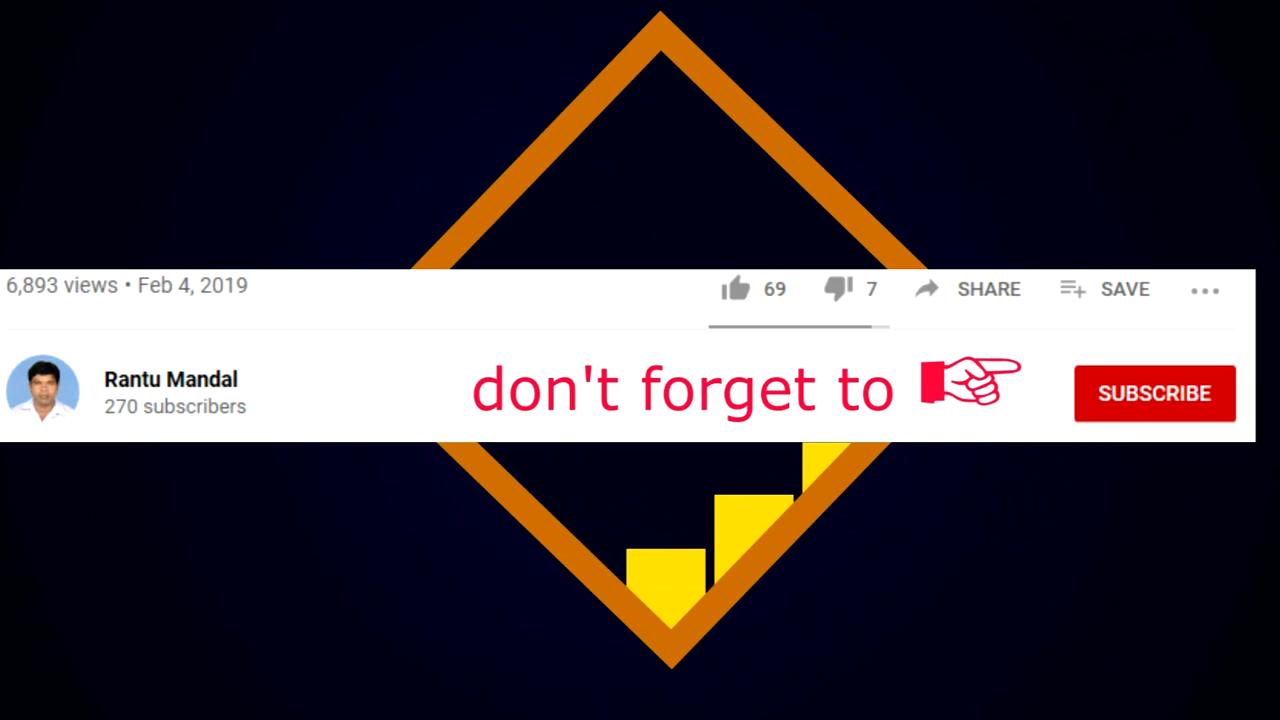 6,893 views • Feb 4, 2019
69 7 SHARE SAVE
Rantu Mandal
270 subscribers
don't forget to
SUBSCRIBE